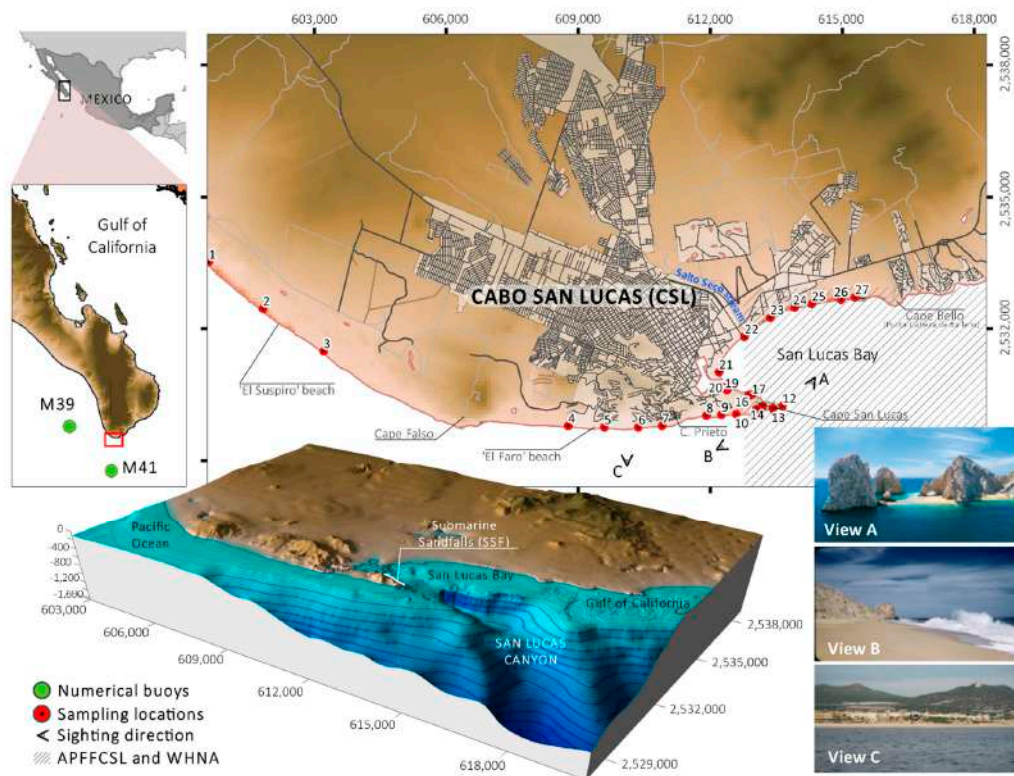 603,000
606,000
609,000
612,000
615,000
618,000
MEXICO
2,538,000
2,535,000
2,532,000
Gulf of
California
M39
M41
1
2
3
4
5
6
7
8
9
10
12
13
14
16
17
19
20
21
22
23
24
25
26
27
CABO SAN LUCAS (CSL)
Salto Seco stream
Cape Bello
San Lucas Bay
'El Suspiro' beach
Cape Falso
'El Faro' beach
C. Prieto
Cape San Lucas
A
B
C
Pacific
Ocean
Submarine
Sandfalls (SSF)
San Lucas Bay
Gulf of California
SAN LUCAS
CANYON
0
-400
-800
-1,200
603,000
606,000
609,000
612,000
615,000
618,000
2,538,000
2,535,000
2,532,000
2,529,000
Numerical buoys
Sampling locations
Sighting direction
APFFCSL and WHNA
View A
View B
View C